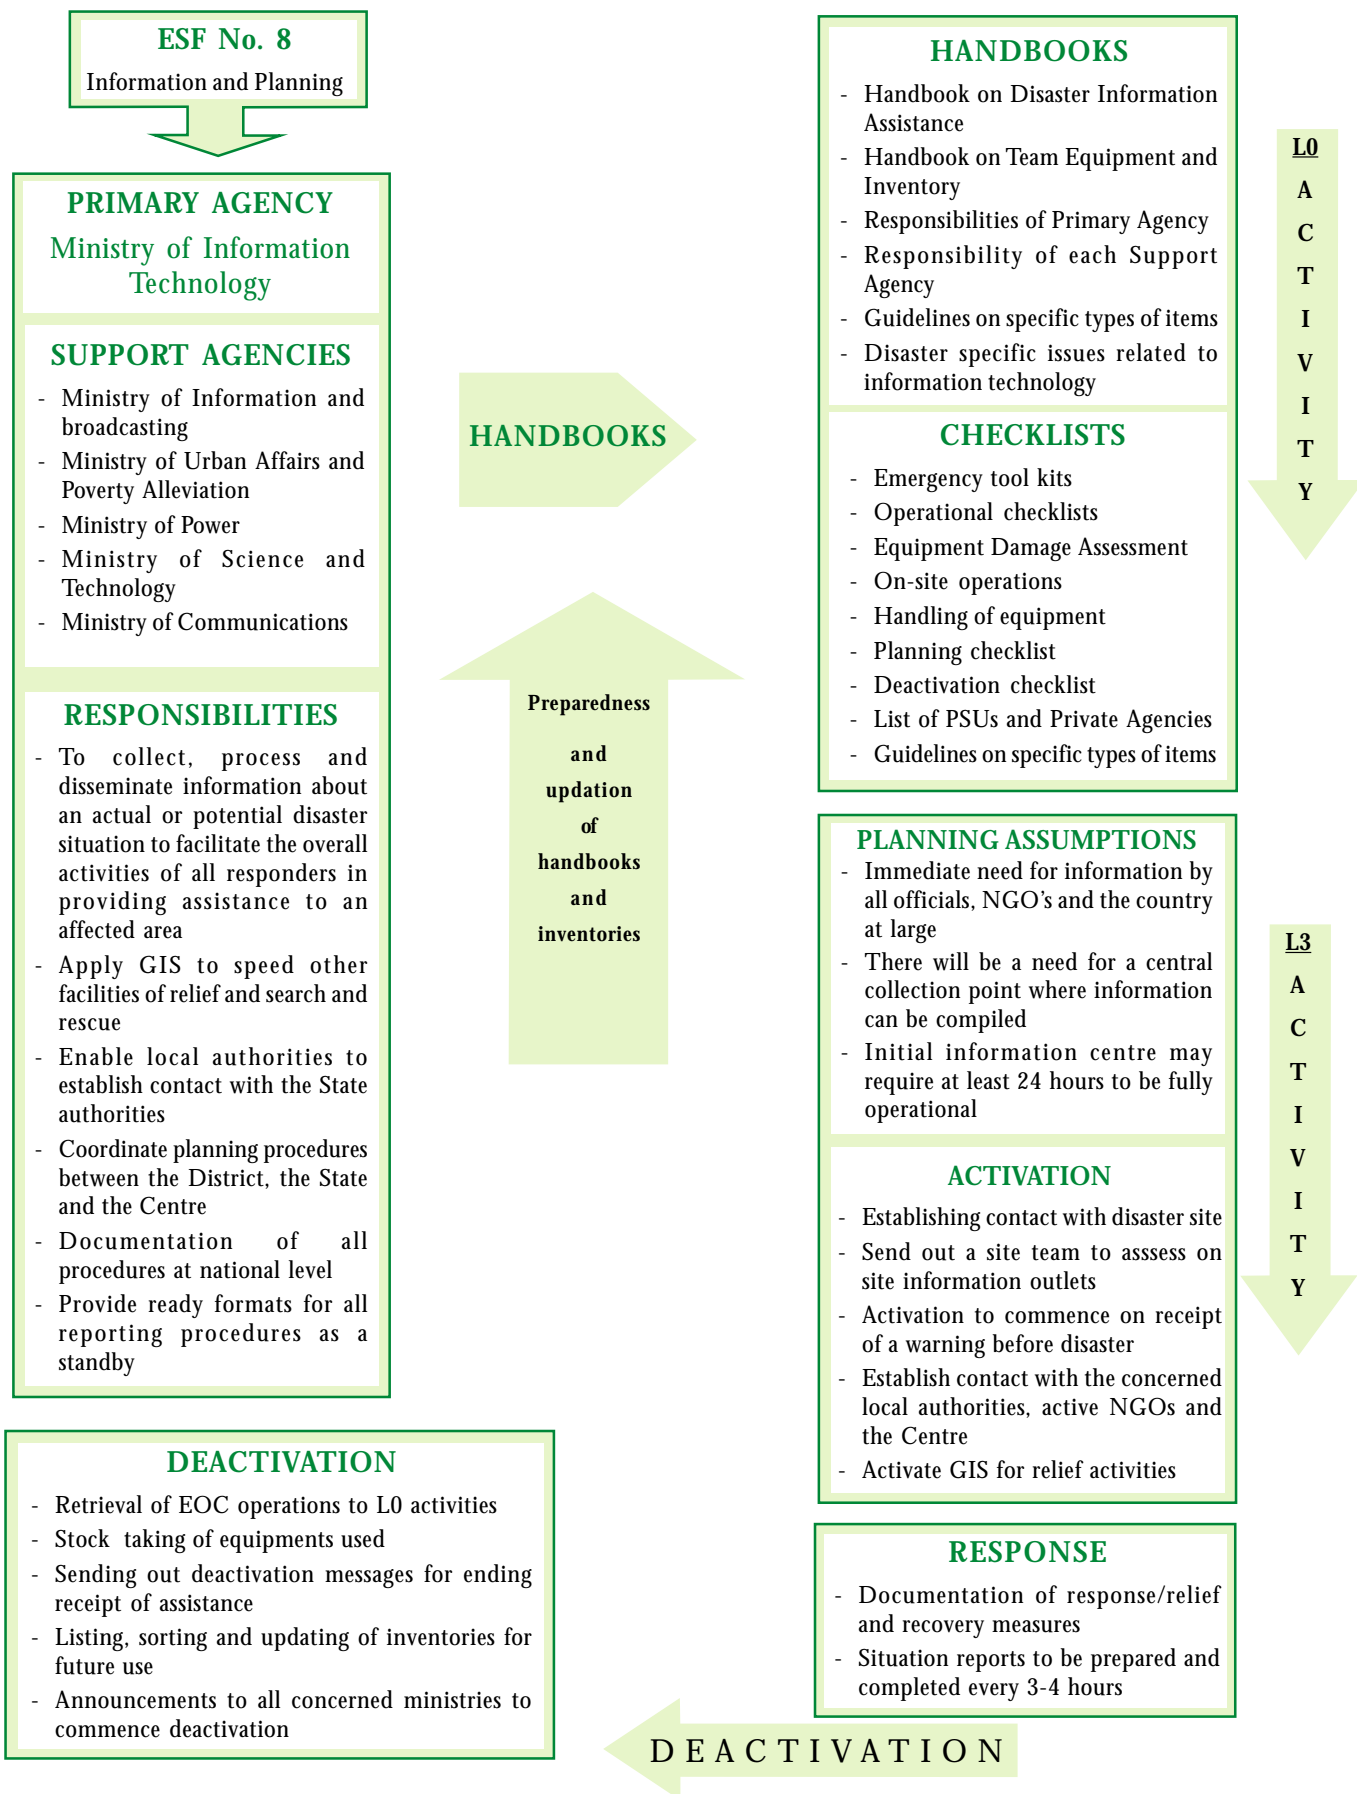 ESF No. 8
Information and Planning
PRIMARY AGENCY
Ministry of Information
Technology
SUPPORT AGENCIES
- Ministry of Information and
broadcasting
- Ministry of Urban Affairs and
Poverty Alleviation
- Ministry of Power
- Ministry of Science and
Technology
- Ministry of Communications
RESPONSIBILITIES
- To collect, process and
disseminate information about
an actual or potential disaster
situation to facilitate the overall
activities of all responders in
providing assistance to an
affected area
- Apply GIS to speed other
facilities of relief and search and
rescue
- Enable local authorities to
establish contact with the State
authorities
- Coordinate planning procedures
between the District, the State
and the Centre
- Documentation of all
procedures at national level
- Provide ready formats for all
reporting procedures as a
standby
HANDBOOKS
Preparedness
and
updation
of
handbooks
and
inventories
HANDBOOKS
- Handbook on Disaster Information
Assistance
- Handbook on Team Equipment and
Inventory
- Responsibilities of Primary Agency
- Responsibility of each Support
Agency
- Guidelines on specific types of items
- Disaster specific issues related to
information technology
CHECKLISTS
- Emergency tool kits
- Operational checklists
- Equipment Damage Assessment
- On-site operations
- Handling of equipment
- Planning checklist
- Deactivation checklist
- List of PSUs and Private Agencies
- Guidelines on specific types of items
L0
A
C
T
I
V
I
T
Y
PLANNING ASSUMPTIONS
- Immediate need for information by
all officials, NGO's and the country
at large
- There will be a need for a central
collection point where information
can be compiled
- Initial information centre may
require at least 24 hours to be fully
operational
ACTIVATION
- Establishing contact with disaster site
- Send out a site team to asssess on
site information outlets
- Activation to commence on receipt
of a warning before disaster
- Establish contact with the concerned
local authorities, active NGOs and
the Centre
- Activate GIS for relief activities
L3
A
C
T
I
V
I
T
Y
RESPONSE
- Documentation of response/relief
and recovery measures
- Situation reports to be prepared and
completed every 3-4 hours
DEACTIVATION
DEACTIVATION
- Retrieval of EOC operations to L0 activities
- Stock taking of equipments used
- Sending out deactivation messages for ending
receipt of assistance
- Listing, sorting and updating of inventories for
future use
- Announcements to all concerned ministries to
commence deactivation